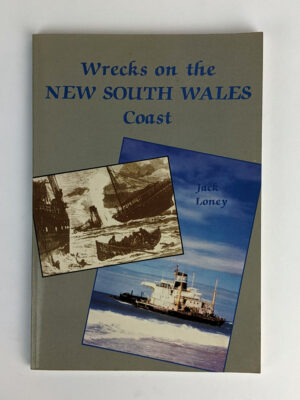 Wrecks on the
NEW SOUTH WALES
Coast
Jack
Loney